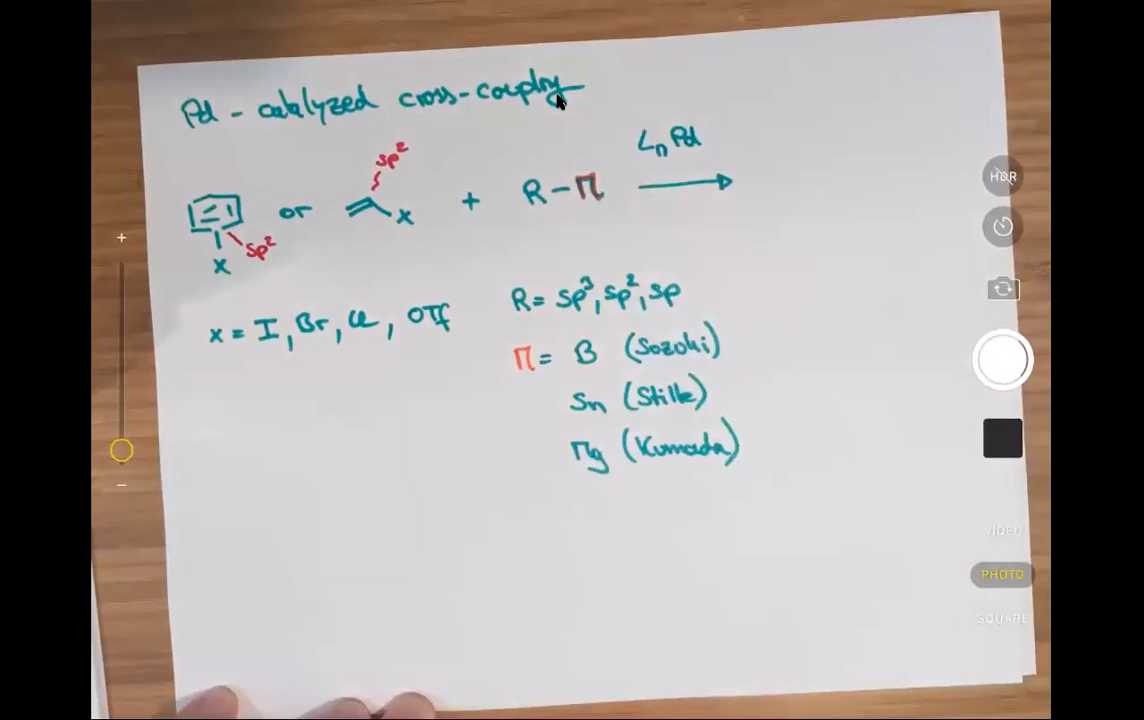 Pd - catalyzed cross-coupling
sp²
LnPd
or
x
+
R-M
sp²
x
x = I, Br, Cl, OTf
R = sp³, sp², sp
M = B (Sozuki)
Sn (Stille)
Mg (Kumada)
HDR
VIDEO
PHOTO
SQUARE